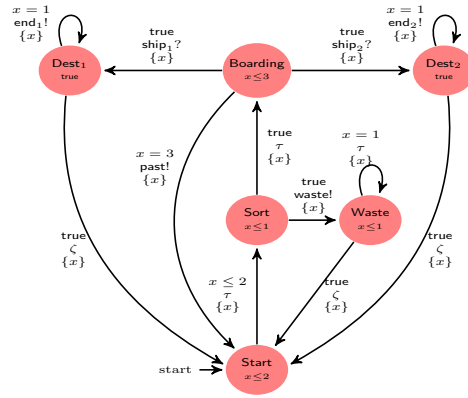 x = 1
end₁!
{x}
true
ship₁?
{x}
true
ship₂?
{x}
x = 1
end₂!
{x}
Dest₁
true
Boarding
x≤3
Dest₂
true
x = 3
past!
{x}
true
τ
{x}
x = 1
τ
{x}
true
waste!
{x}
Sort
x≤1
Waste
x≤1
true
ζ
{x}
x ≤ 2
τ
{x}
true
ζ
{x}
true
ζ
{x}
start
Start
x≤2